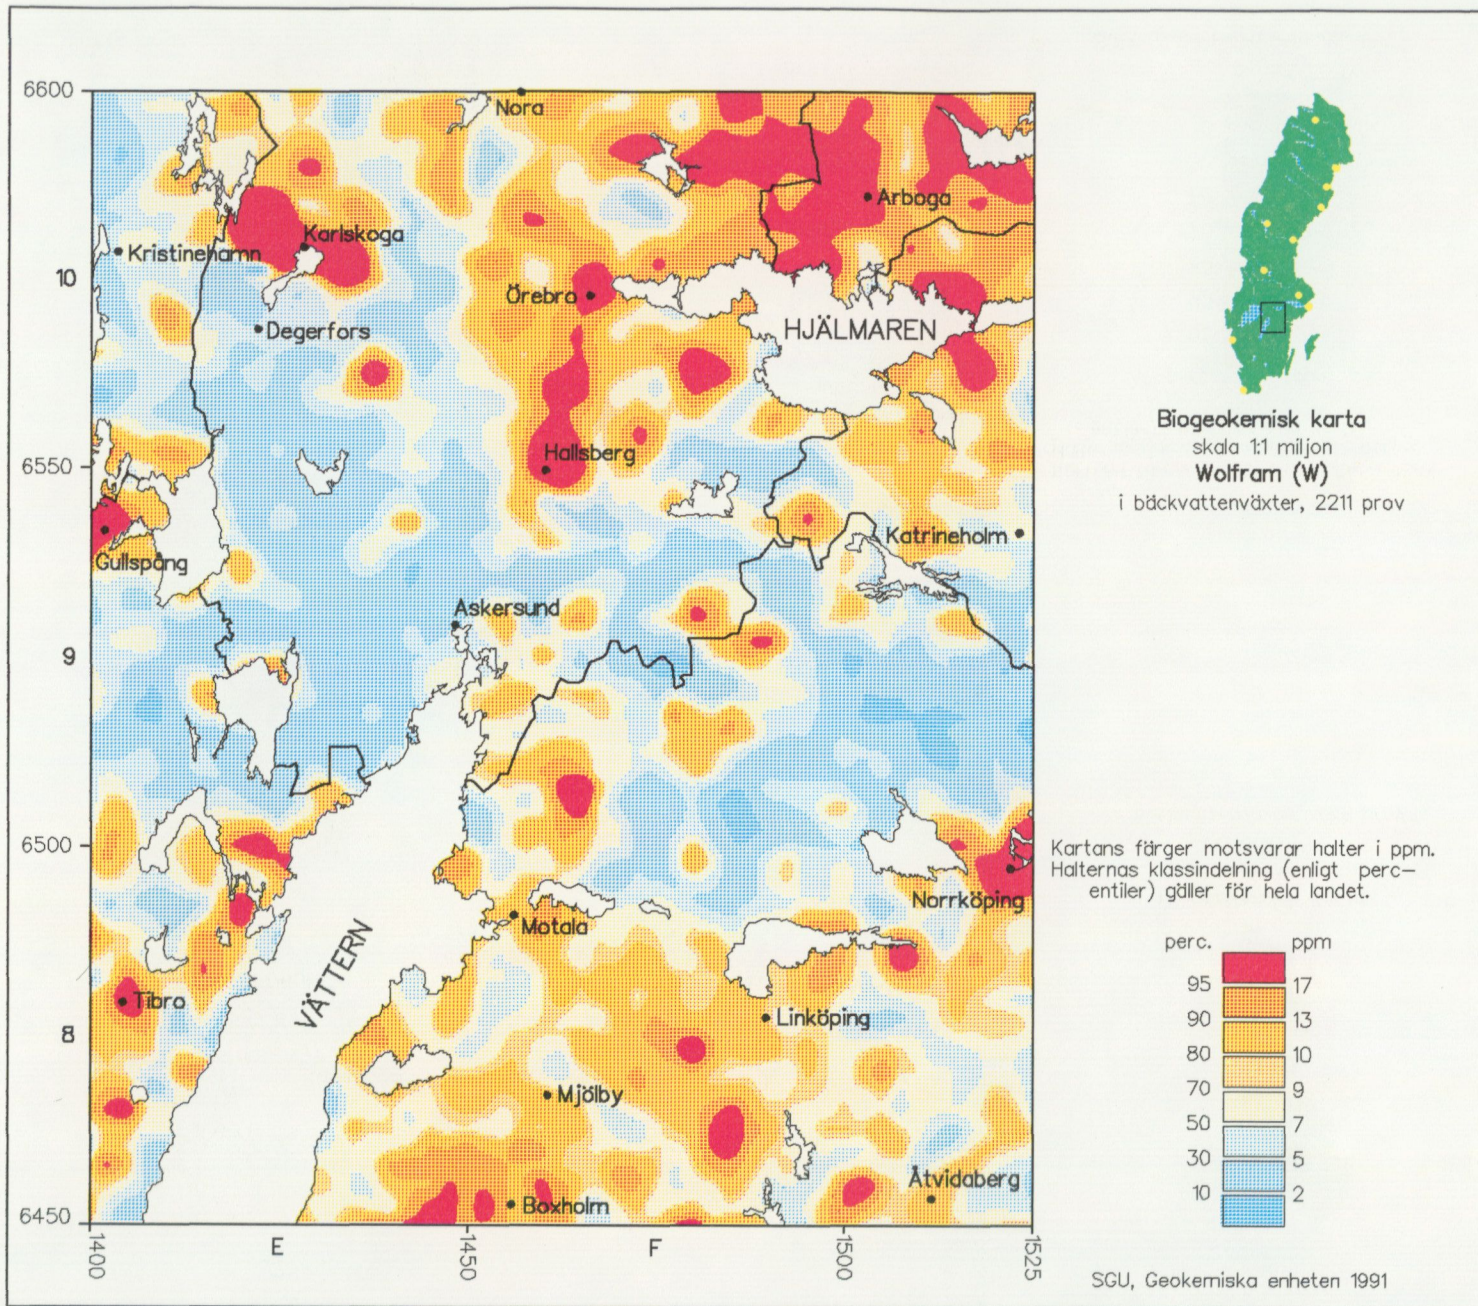 6600
10
6550
9
6500
8
6450
1400
E
1450
F
1500
1525
Nora
Arboga
Karlskoga
Kristinehamn
Örebro
Degerfors
HJÄLMAREN
Hallsberg
Katrineholm
Gullspång
Askersund
Norrköping
Motala
VÄTTERN
Tibro
Linköping
Mjölby
Åtvidaberg
Boxholm
Biogeokemisk karta
skala 1:1 miljon
Wolfram (W)
i bäckvattenväxter, 2211 prov
Kartans färger motsvarar halter i ppm.
Halternas klassindelning (enligt perc-
entiler) gäller för hela landet.
perc. ppm
95 17
90 13
80 10
70 9
50 7
30 5
10 2
SGU, Geokemiska enheten 1991